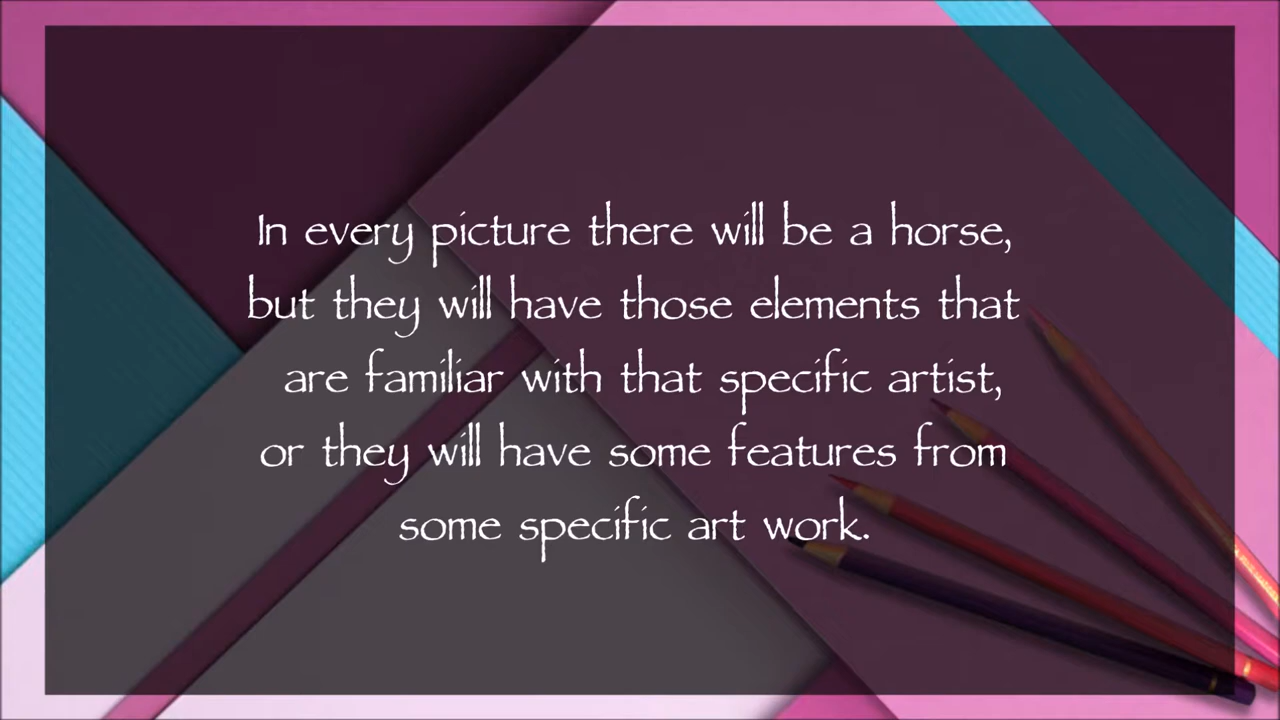 In every picture there will be a horse,
but they will have those elements that
are familiar with that specific artist,
or they will have some features from
some specific art work.